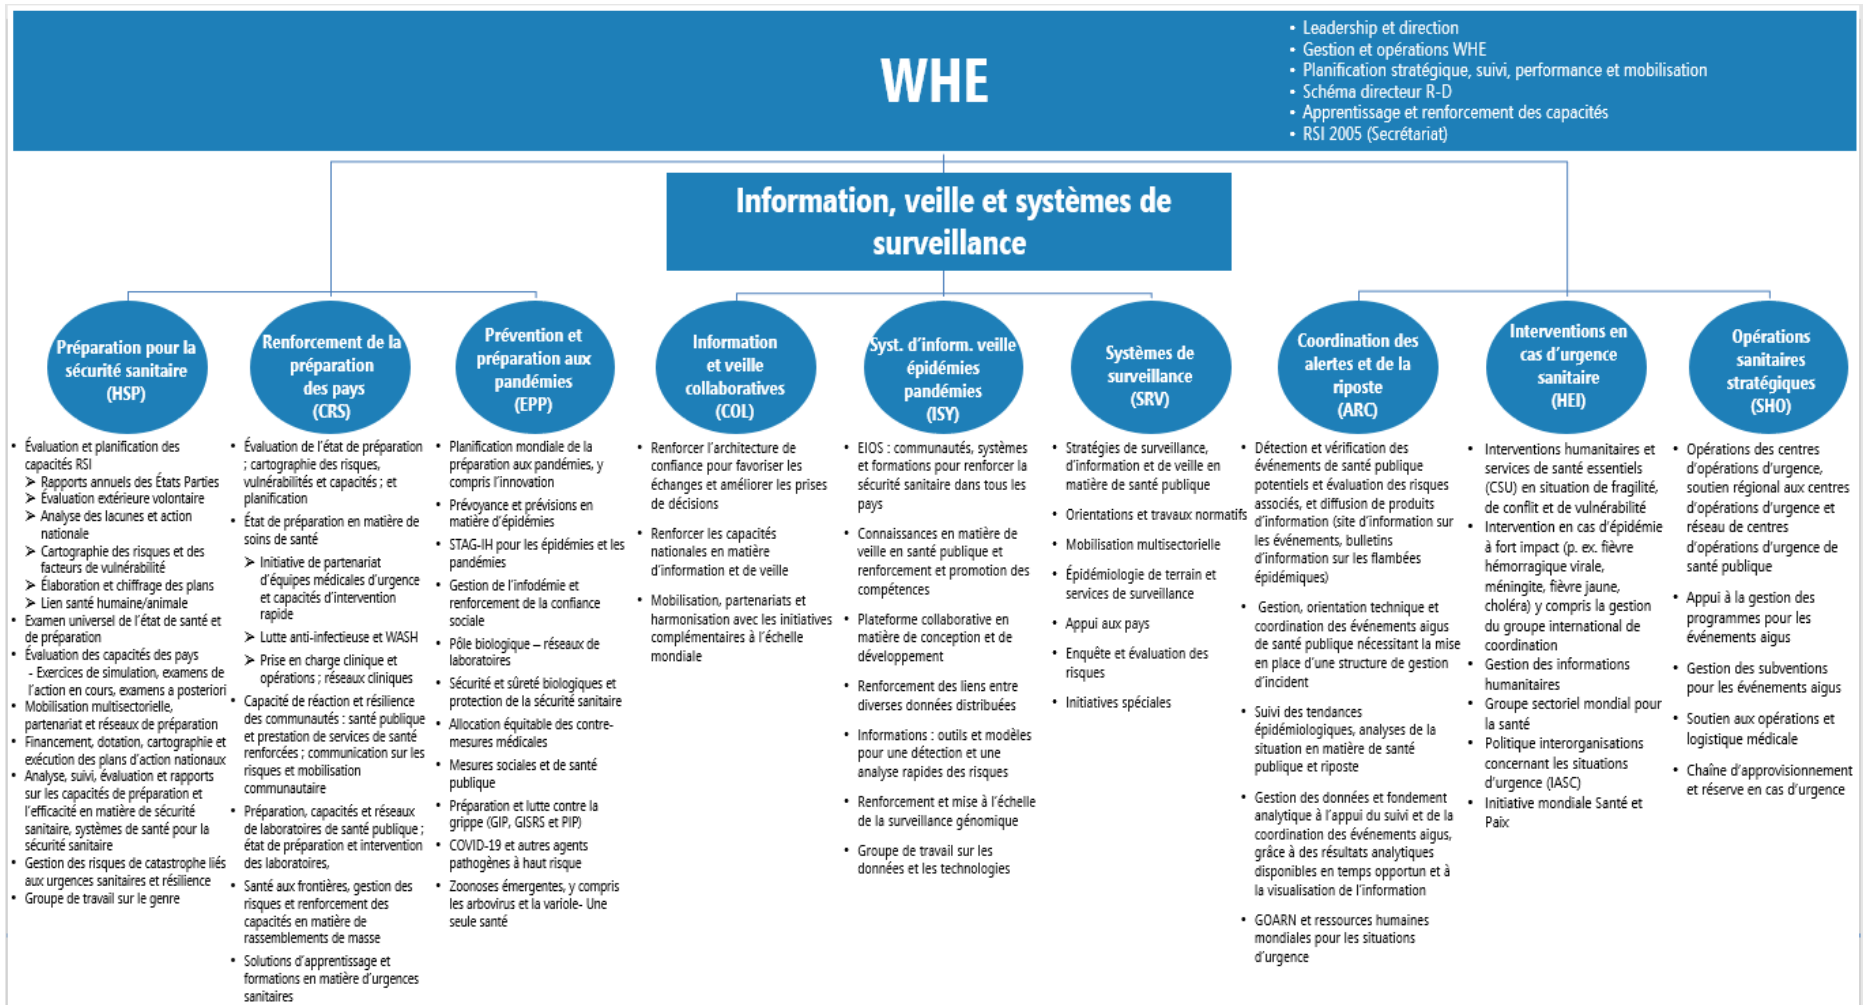 WHE
• Leadership et direction
• Gestion et opérations WHE
• Planification stratégique, suivi, performance et mobilisation
• Schéma directeur R-D
• Apprentissage et renforcement des capacités
• RSI 2005 (Secrétariat)
Information, veille et systèmes de
surveillance
Préparation pour la
sécurité sanitaire
(HSP)
• Évaluation et planification des
capacités RSI
➢ Rapports annuels des États Parties
➢ Évaluation extérieure volontaire
➢ Analyse des lacunes et action
nationale
➢ Cartographie des risques et des
facteurs de vulnérabilité
➢ Élaboration et chiffrage des plans
➢ Lien santé humaine/animale
• Examen universel de l'état de santé et
de préparation
• Évaluation des capacités des pays
- Exercices de simulation, examens de
l'action en cours, examens a posteriori
• Mobilisation multisectorielle,
partenariat et réseaux de préparation
• Financement, dotation, cartographie et
exécution des plans d'action nationaux
• Analyse, suivi, évaluation et rapports
sur les capacités de préparation et
l'efficacité en matière de sécurité
sanitaire, systèmes de santé pour la
sécurité sanitaire
• Gestion des risques de catastrophe liés
aux urgences sanitaires et résilience
• Groupe de travail sur le genre
Renforcement de la
préparation
des pays
(CRS)
• Évaluation de l'état de préparation
; cartographie des risques,
vulnérabilités et capacités ; et
planification
• État de préparation en matière de
soins de santé
➢ Initiative de partenariat
d'équipes médicales d'urgence
et capacités d'intervention
rapide
➢ Lutte anti-infectieuse et WASH
➢ Prise en charge clinique et
opérations ; réseaux cliniques
• Capacité de réaction et résilience
des communautés : santé publique
et prestation de services de santé
renforcées ; communication sur les
risques et mobilisation
communautaire
• Préparation, capacités et réseaux
de laboratoires de santé publique ;
état de préparation et intervention
des laboratoires,
• Santé aux frontières, gestion des
risques et renforcement des
capacités en matière de
rassemblements de masse
• Solutions d'apprentissage et
formations en matière d'urgences
sanitaires
Prévention et
préparation aux
pandémies
(EPP)
• Planification mondiale de la
préparation aux pandémies, y
compris l'innovation
• Prévoyance et prévisions en
matière d'épidémies
• STAG-IH pour les épidémies et les
pandémies
• Gestion de l'infodémie et
renforcement de la confiance
sociale
• Pôle biologique – réseaux de
laboratoires
• Sécurité et sûreté biologiques et
protection de la sécurité sanitaire
• Allocation équitable des contre-
mesures médicales
• Mesures sociales et de santé
publique
• Préparation et lutte contre la
grippe (GIP, GISRS et PIP)
• COVID-19 et autres agents
pathogènes à haut risque
• Zoonoses émergentes, y compris
les arbovirus et la variole- Une
seule santé
Information
et veille
collaboratives
(COL)
• Renforcer l'architecture de
confiance pour favoriser les
échanges et améliorer les prises
de décisions
• Renforcer les capacités
nationales en matière
d'information et de veille
• Mobilisation, partenariats et
harmonisation avec les initiatives
complémentaires à l'échelle
mondiale
Syst. d'inform. veille
épidémies
pandémies
(ISY)
• EIOS : communautés, systèmes
et formations pour renforcer la
sécurité sanitaire dans tous les
pays
• Connaissances en matière de
veille en santé publique et
renforcement et promotion des
compétences
• Plateforme collaborative en
matière de conception et de
développement
• Renforcement des liens entre
diverses données distribuées
• Informations : outils et modèles
pour une détection et une
analyse rapides des risques
• Renforcement et mise à l'échelle
de la surveillance génomique
• Groupe de travail sur les
données et les technologies
Systèmes de
surveillance
(SRV)
• Stratégies de surveillance,
d'information et de veille en
matière de santé publique
• Orientations et travaux normatifs
• Mobilisation multisectorielle
• Épidémiologie de terrain et
services de surveillance
• Appui aux pays
• Enquête et évaluation des
risques
• Initiatives spéciales
Coordination des
alertes et de la
riposte
(ARC)
• Détection et vérification des
événements de santé publique
potentiels et évaluation des risques
associés, et diffusion de produits
d'information (site d'information sur
les événements, bulletins
d'information sur les flambées
épidémiques)
• Gestion, orientation technique et
coordination des événements aigus
de santé publique nécessitant la mise
en place d'une structure de gestion
d'incident
• Suivi des tendances
épidémiologiques, analyses de la
situation en matière de santé
publique et riposte
• Gestion des données et fondement
analytique à l'appui du suivi et de la
coordination des événements aigus,
grâce à des résultats analytiques
disponibles en temps opportun et à
la visualisation de l'information
• GOARN et ressources humaines
mondiales pour les situations
d'urgence
Interventions en
cas d'urgence
sanitaire
(HEI)
• Interventions humanitaires et
services de santé essentiels
(CSU) en situation de fragilité,
de conflit et de vulnérabilité
• Intervention en cas d'épidémie
à fort impact (p. ex. fièvre
hémorragique virale,
méningite, fièvre jaune,
choléra) y compris la gestion
du groupe international de
coordination
• Gestion des informations
humanitaires
• Groupe sectoriel mondial pour
la santé
• Politique interorganisations
concernant les situations
d'urgence (IASC)
• Initiative mondiale Santé et
Paix
Opérations
sanitaires
stratégiques
(SHO)
• Opérations des centres
d'opérations d'urgence,
soutien régional aux centres
d'opérations d'urgence et
réseau de centres
d'opérations d'urgence de
santé publique
• Appui à la gestion des
programmes pour les
événements aigus
• Gestion des subventions
pour les événements aigus
• Soutien aux opérations et
logistique médicale
• Chaîne d'approvisionnement
et réserve en cas d'urgence